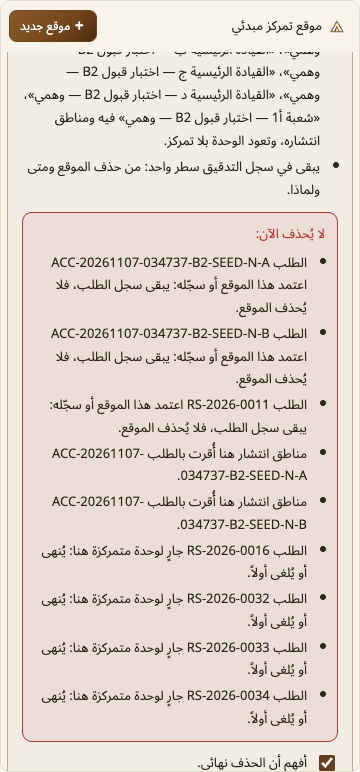 موقع تمركز مبدئي
+ موقع جديد
وهمي»، «القيادة الرئيسية ب — اختبار قبول B2 —
وهمي»، «القيادة الرئيسية ج — اختبار قبول B2 —
وهمي»، «القيادة الرئيسية د — اختبار قبول B2 — وهمي»،
«شعبة أ1 — اختبار قبول B2 — وهمي» فيه ومناطق
انتشاره، وتعود الوحدة بلا تمركز.
• يبقى في سجل التدقيق سطر واحد: من حذف الموقع ومتى
ولماذا.
لا يُحذف الآن:
• الطلب ACC-20261107-034737-B2-SEED-N-A
اعتمد هذا الموقع أو سجّله: يبقى سجل الطلب، فلا
يُحذف الموقع.
• الطلب ACC-20261107-034737-B2-SEED-N-B
اعتمد هذا الموقع أو سجّله: يبقى سجل الطلب، فلا
يُحذف الموقع.
• الطلب RS-2026-0011 اعتمد هذا الموقع أو سجّله:
يبقى سجل الطلب، فلا يُحذف الموقع.
• مناطق انتشار هنا أُقرت بالطلب ACC-20261107-
034737-B2-SEED-N-A.
• مناطق انتشار هنا أُقرت بالطلب ACC-20261107-
034737-B2-SEED-N-B.
• الطلب RS-2026-0016 جارٍ لوحدة متمركزة هنا: يُنهى
أو يُلغى أولاً.
• الطلب RS-2026-0032 جارٍ لوحدة متمركزة هنا: يُنهى
أو يُلغى أولاً.
• الطلب RS-2026-0033 جارٍ لوحدة متمركزة هنا: يُنهى
أو يُلغى أولاً.
• الطلب RS-2026-0034 جارٍ لوحدة متمركزة هنا: يُنهى
أو يُلغى أولاً.
أفهم أن الحذف نهائي.